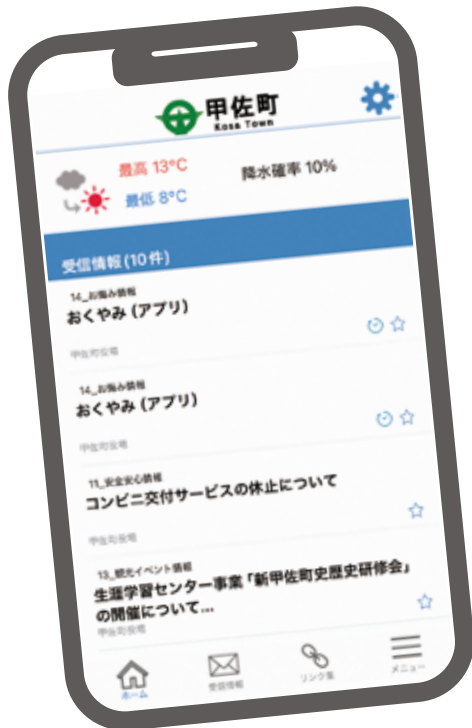 甲佐町
Kosa Town
最高 13°C
最低 8°C
降水確率 10%
受信情報(10件)
14_お悔み情報
おくやみ(アプリ)
甲佐町役場
14_お悔み情報
おくやみ(アプリ)
甲佐町役場
11_安全安心情報
コンビニ交付サービスの休止について
甲佐町役場
13_観光イベント情報
生涯学習センター事業「新甲佐町史歴史研修会」
の開催について...
甲佐町役場
ホーム
受信情報
リンク集
メニュー